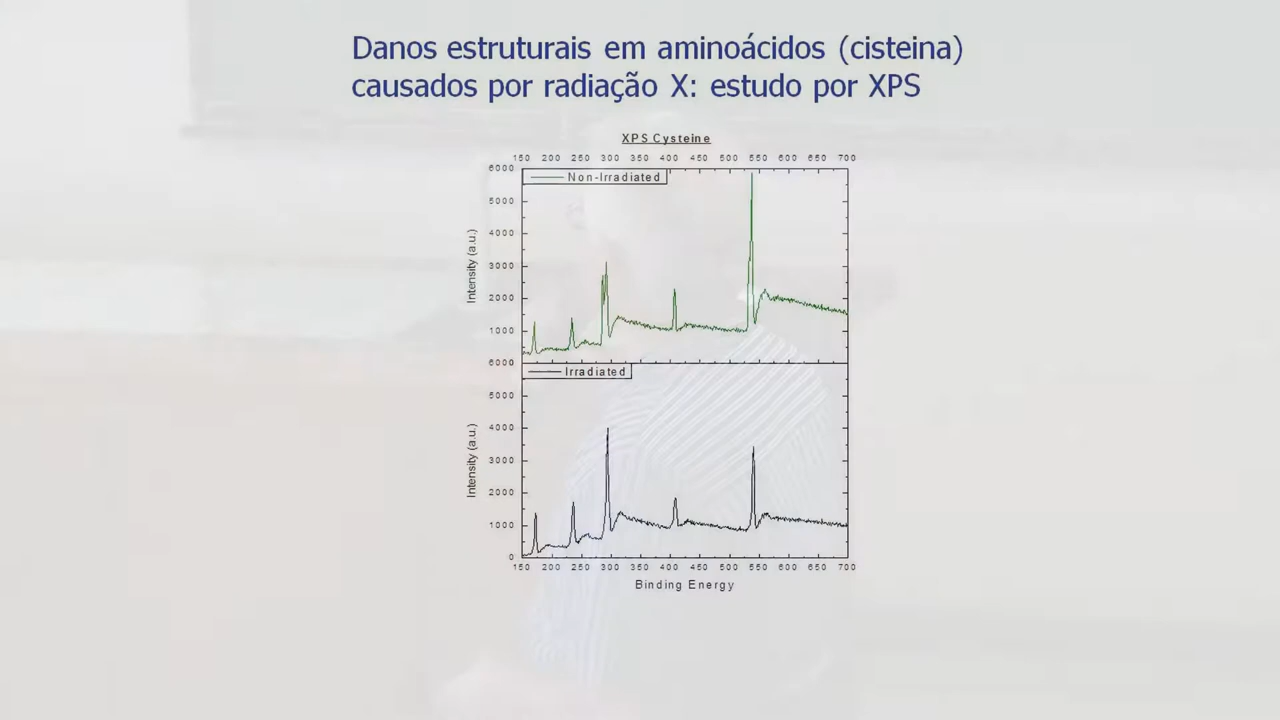 Danos estruturais em aminoácidos (cisteina)
causados por radiação X: estudo por XPS
XPS Cysteine
150 200 250 300 350 400 450 500 550 600 650 700
6000
Non-Irradiated
5000
4000
Intensity (a.u.)
3000
2000
1000
6000
Irradiated
5000
4000
Intensity (a.u.)
3000
2000
1000
0
150 200 250 300 350 400 450 500 550 600 650 700
Binding Energy